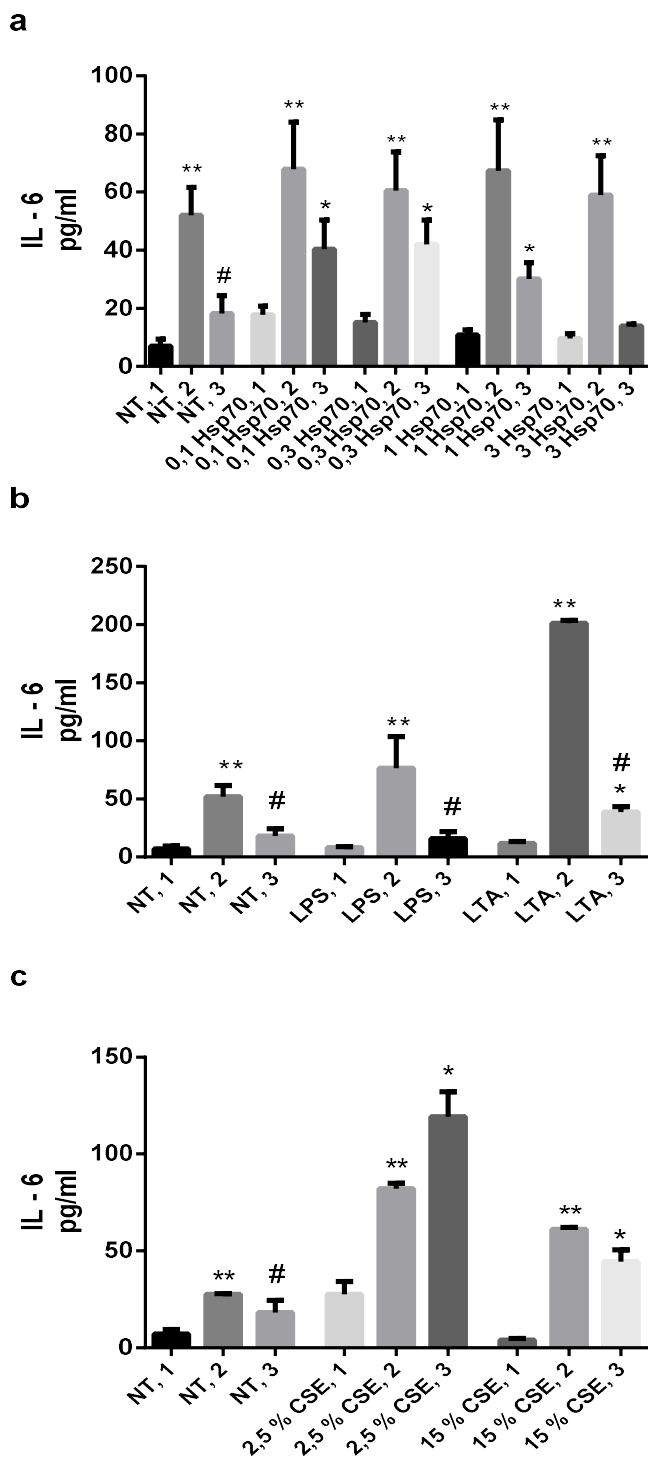 a
IL - 6
pg/ml
100
80
60
40
20
0
**
#
**
*
**
*
**
*
**
NT, 1
NT, 2
NT, 3
0,1 Hsp70, 1
0,1 Hsp70, 2
0,1 Hsp70, 3
0,3 Hsp70, 1
0,3 Hsp70, 2
0,3 Hsp70, 3
1 Hsp70, 1
1 Hsp70, 2
1 Hsp70, 3
3 Hsp70, 1
3 Hsp70, 2
3 Hsp70, 3
b
IL - 6
pg/ml
250
200
150
100
50
0
**
#
**
#
**
#
*
NT, 1
NT, 2
NT, 3
LPS, 1
LPS, 2
LPS, 3
LTA, 1
LTA, 2
LTA, 3
c
IL - 6
pg/ml
150
100
50
0
**
#
**
*
**
*
NT, 1
NT, 2
NT, 3
2,5 % CSE, 1
2,5 % CSE, 2
2,5 % CSE, 3
15 % CSE, 1
15 % CSE, 2
15 % CSE, 3